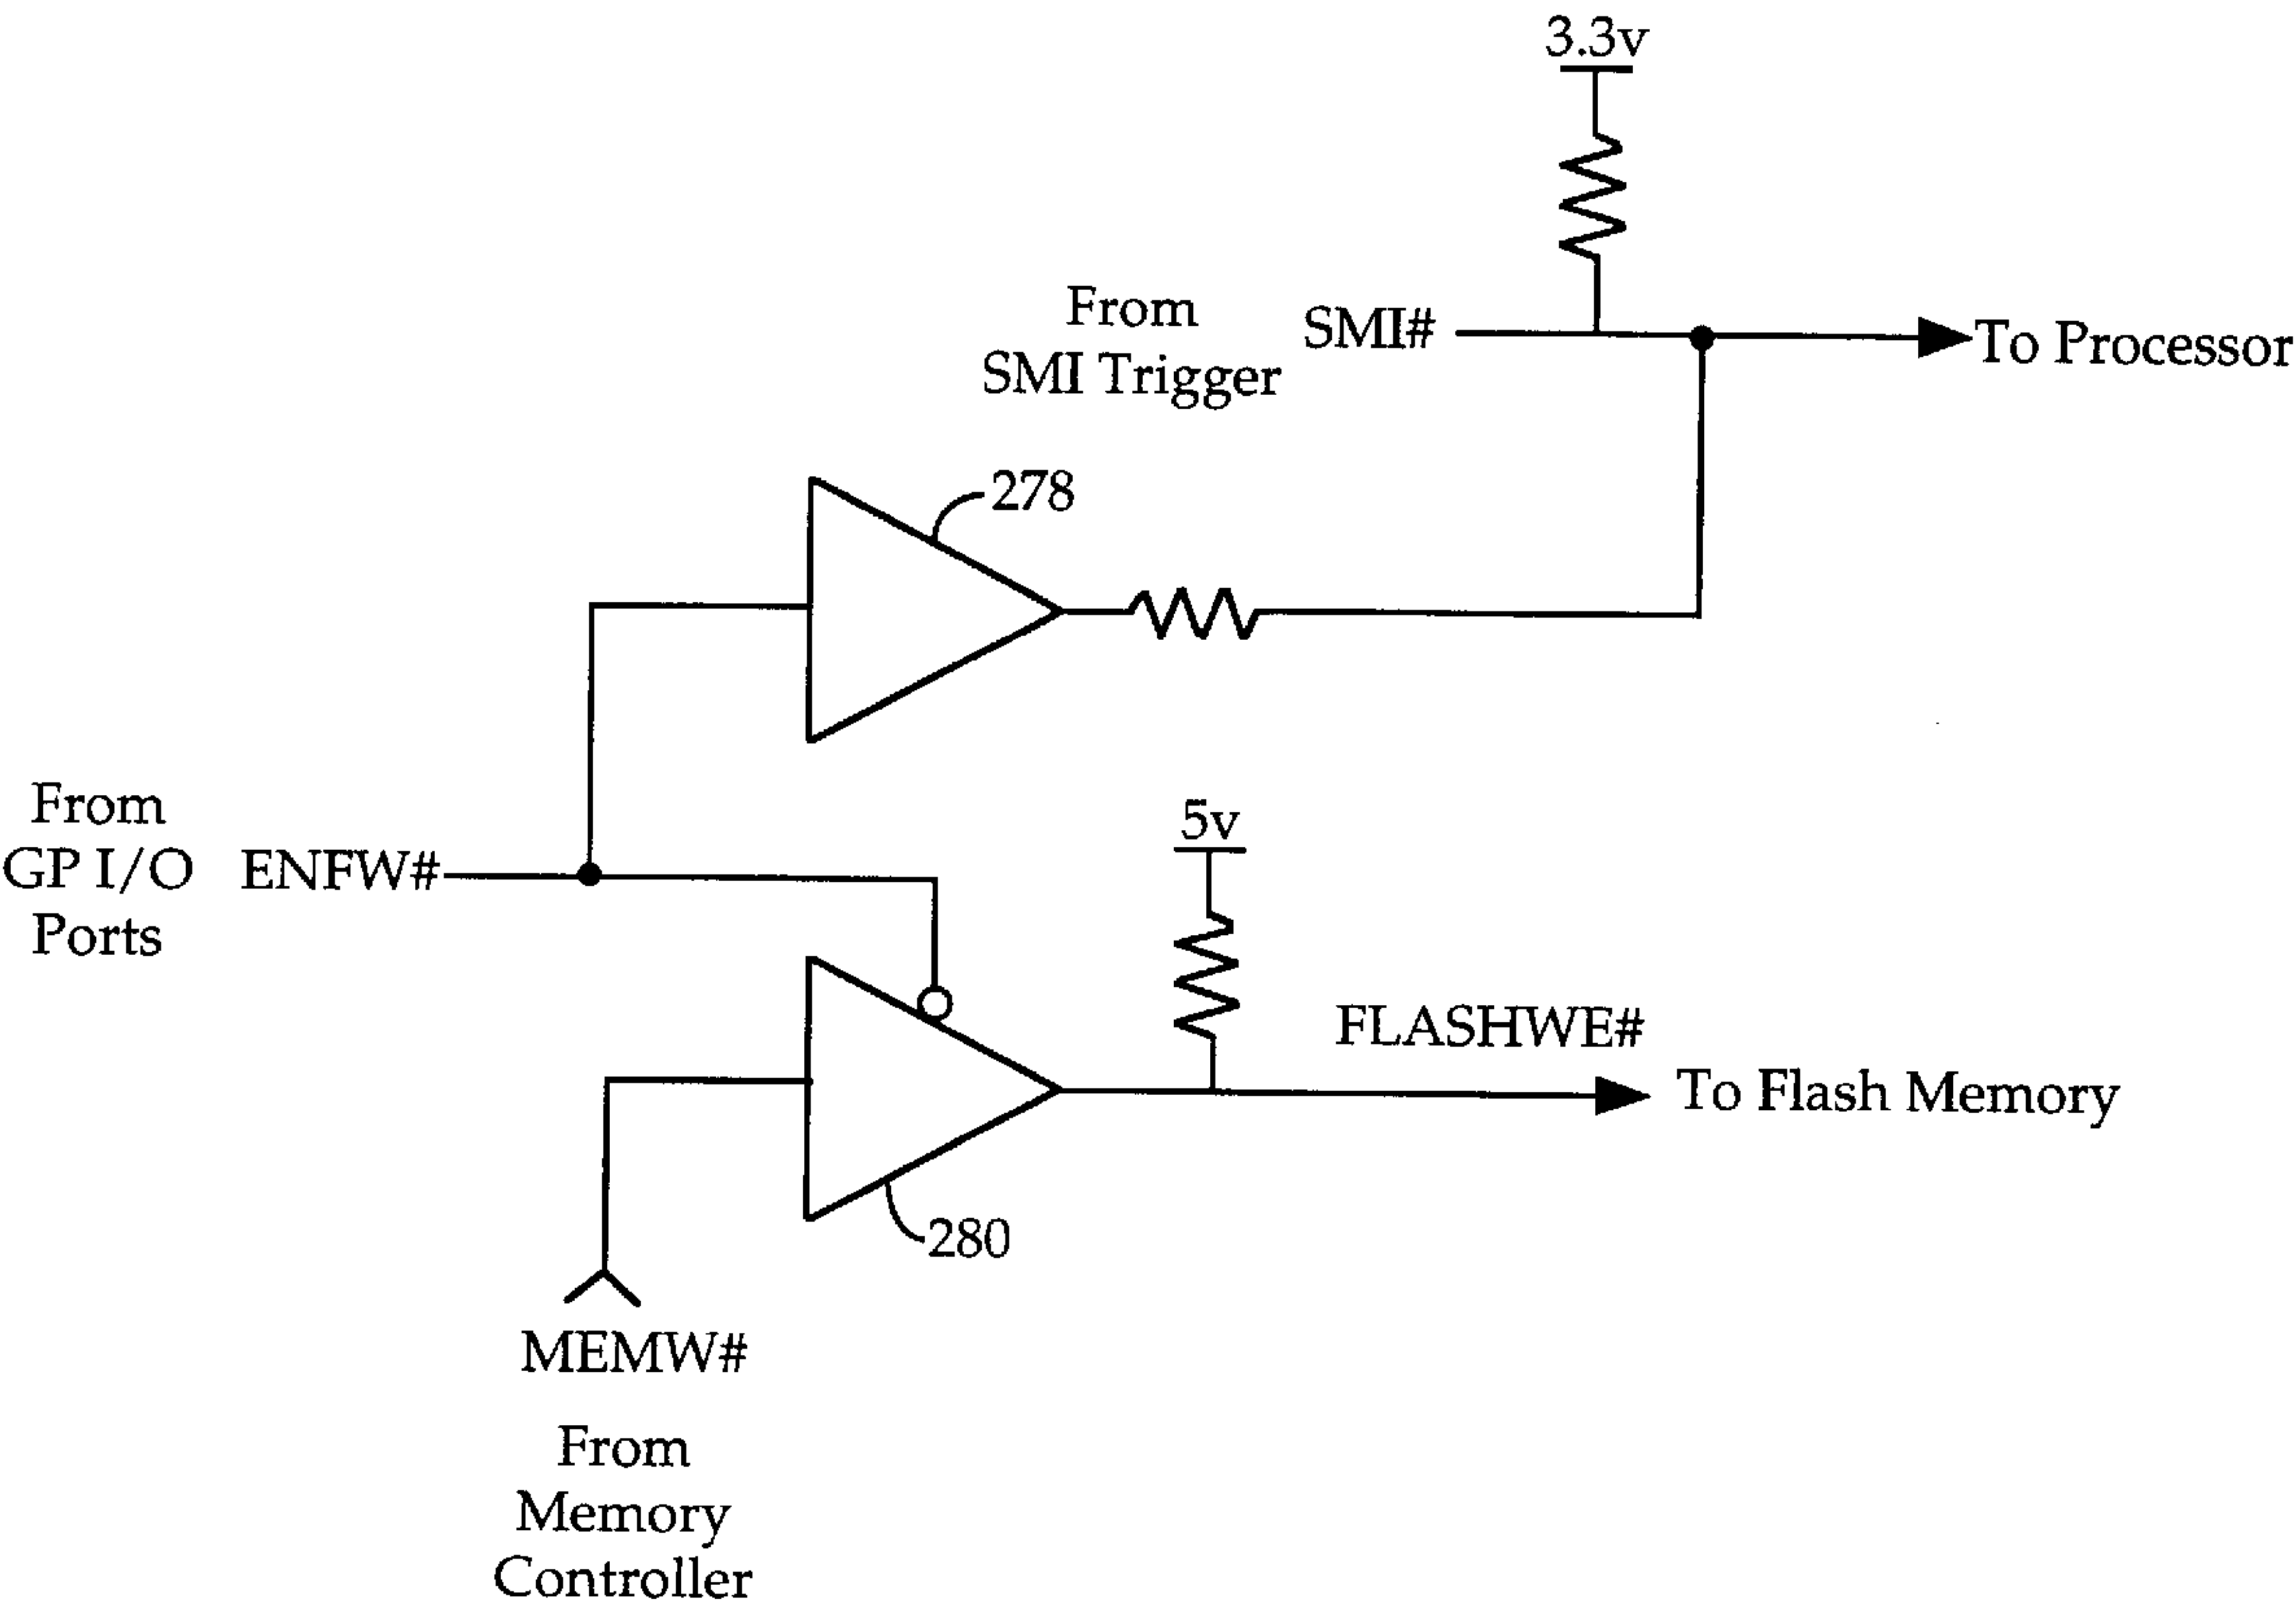 3.3v
From
SMI Trigger
SMI#
To Processor
278
From
GP I/O
Ports
ENFW#
5v
FLASHWE#
To Flash Memory
280
MEMW#
From
Memory
Controller